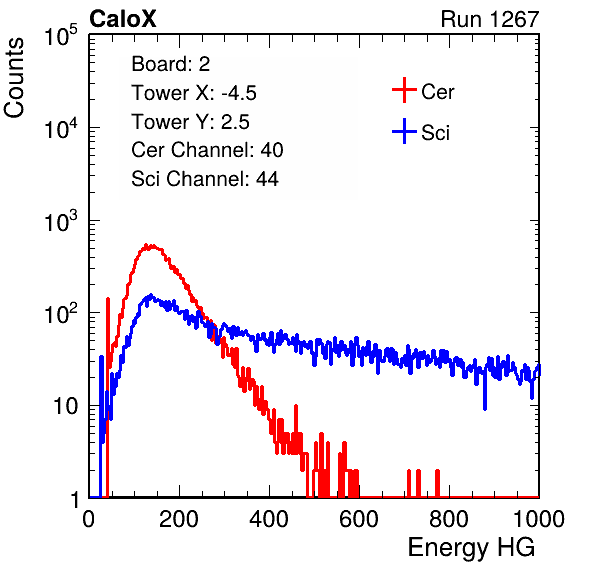 CaloX Run 1267
Counts
Board: 2
Tower X: -4.5
Tower Y: 2.5
Cer Channel: 40
Sci Channel: 44
Cer
Sci
10^5
10^4
10^3
10^2
10
1
0 200 400 600 800 1000
Energy HG